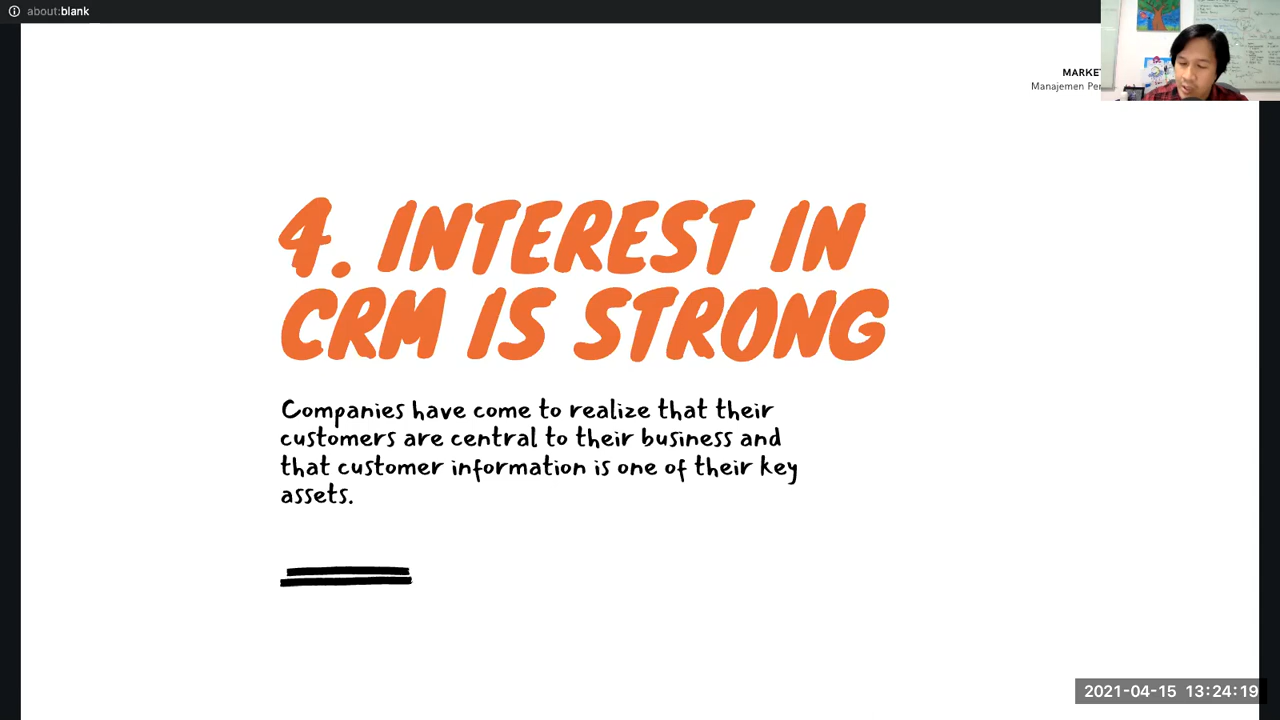 about:blank
MARKE
Manajemen Per
4. INTEREST IN
CRM IS STRONG
Companies have come to realize that their
customers are central to their business and
that customer information is one of their key
assets.
2021-04-15 13:24:19